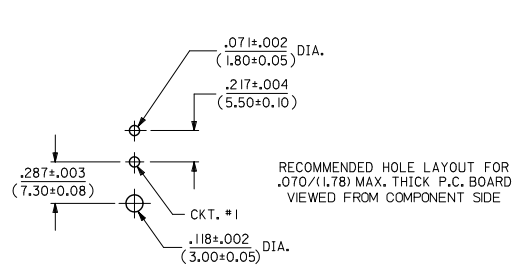 .071±.002 DIA.
(1.80±0.05)
.217±.004
(5.50±0.10)
.287±.003
(7.30±0.08)
RECOMMENDED HOLE LAYOUT FOR
.070/(1.78) MAX. THICK P.C. BOARD
VIEWED FROM COMPONENT SIDE
CKT. #1
.118±.002 DIA.
(3.00±0.05)